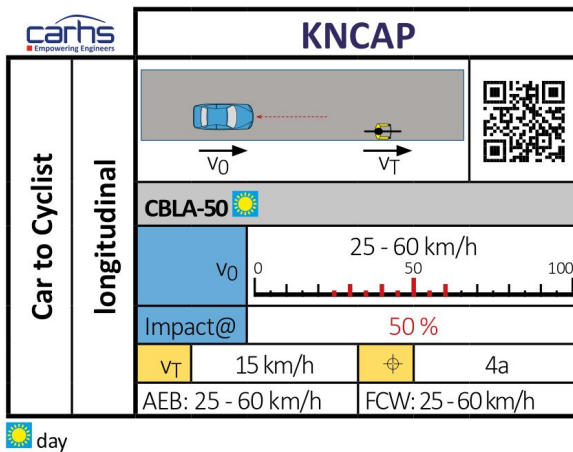 carhs
Empowering Engineers
KNCAP
Car to Cyclist
longitudinal
v0
vT
CBLA-50
v0
25 - 60 km/h
0 50 100
Impact@
50 %
vT
15 km/h
4a
AEB: 25 - 60 km/h
FCW: 25 - 60 km/h
day